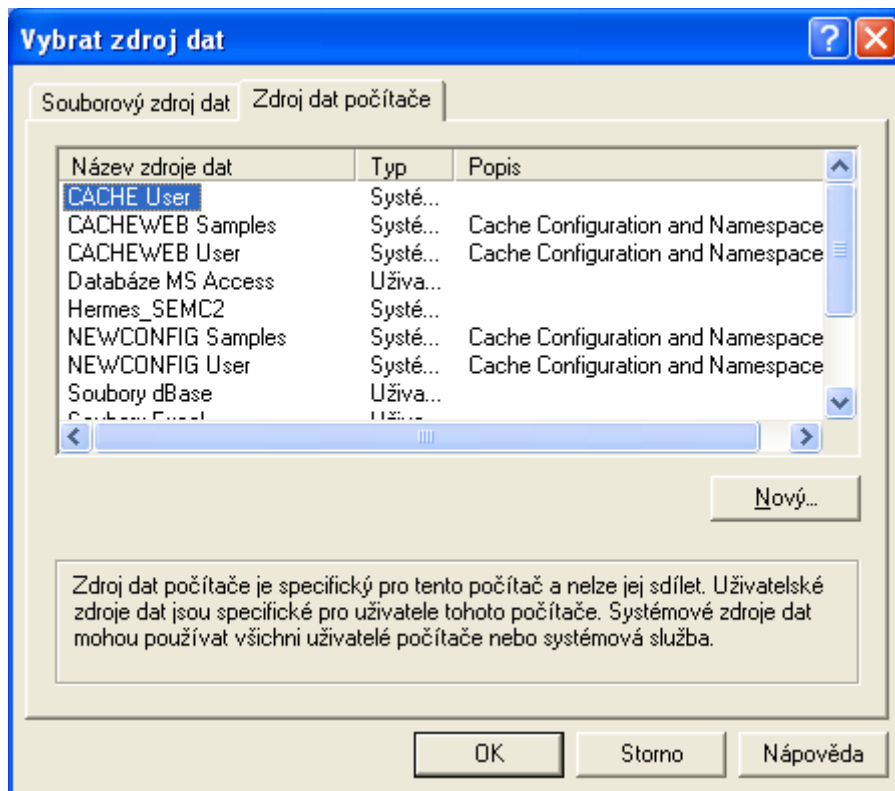 Vybrat zdroj dat
Souborový zdroj dat Zdroj dat počítače
Název zdroje dat Typ Popis
CACHE User Systé...
CACHEWEB Samples Systé... Cache Configuration and Namespace
CACHEWEB User Systé... Cache Configuration and Namespace
Databáze MS Access Uživa...
Hermes_SEMC2 Systé...
NEWCONFIG Samples Systé... Cache Configuration and Namespace
NEWCONFIG User Systé... Cache Configuration and Namespace
Soubory dBase Uživa...
Nový...
Zdroj dat počítače je specifický pro tento počítač a nelze jej sdílet. Uživatelské
zdroje dat jsou specifické pro uživatele tohoto počítače. Systémové zdroje dat
mohou používat všichni uživatelé počítače nebo systémová služba.
OK Storno Nápověda